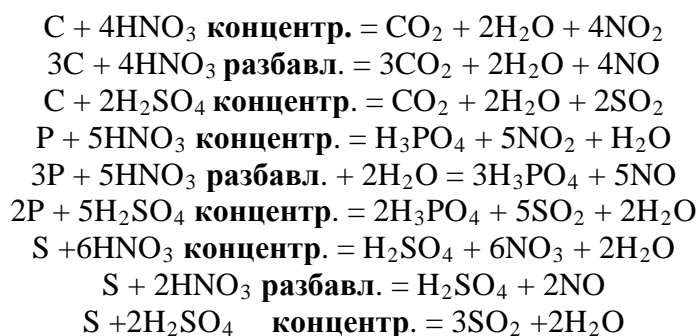 C + 4HNO₃ концентр. = CO₂ + 2H₂O + 4NO₂
3C + 4HNO₃ разбавл. = 3CO₂ + 2H₂O + 4NO
C + 2H₂SO₄ концентр. = CO₂ + 2H₂O + 2SO₂
P + 5HNO₃ концентр. = H₃PO₄ + 5NO₂ + H₂O
3P + 5HNO₃ разбавл. + 2H₂O = 3H₃PO₄ + 5NO
2P + 5H₂SO₄ концентр. = 2H₃PO₄ + 5SO₂ + 2H₂O
S +6HNO₃ концентр. = H₂SO₄ + 6NO₃ + 2H₂O
S + 2HNO₃ разбавл. = H₂SO₄ + 2NO
S +2H₂SO₄ концентр. = 3SO₂ +2H₂O